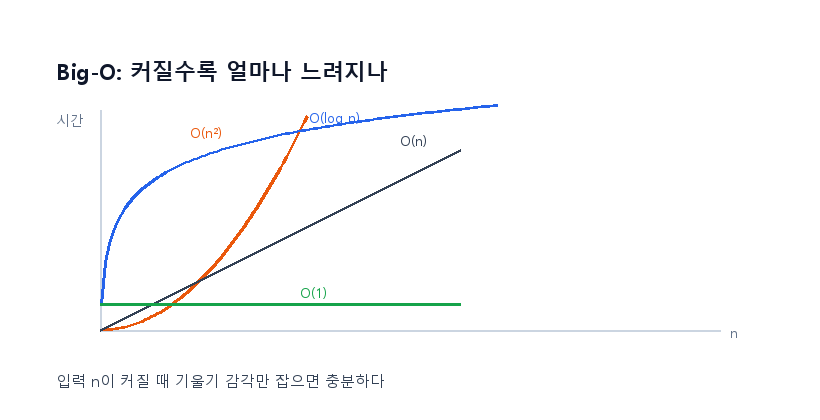 Big-O: 커질수록 얼마나 느려지나
시간
O(n²)
O(log n)
O(n)
O(1)
n
입력 n이 커질 때 기울기 감각만 잡으면 충분하다